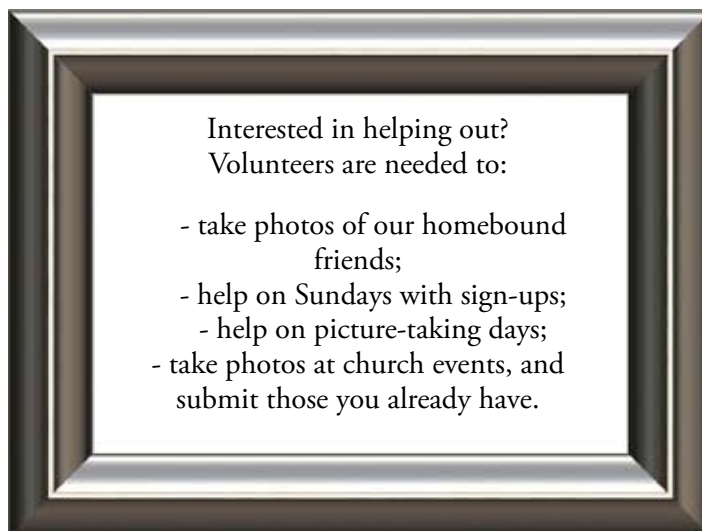 Interested in helping out?
Volunteers are needed to:
- take photos of our homebound
friends;
- help on Sundays with sign-ups;
- help on picture-taking days;
- take photos at church events, and
submit those you already have.